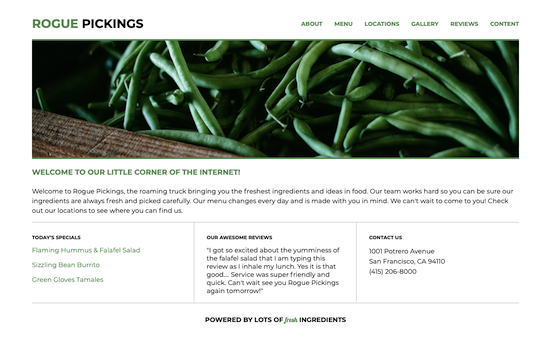 ROGUE PICKINGS
ABOUT MENU LOCATIONS GALLERY REVIEWS CONTENT
WELCOME TO OUR LITTLE CORNER OF THE INTERNET!
Welcome to Rogue Pickings, the roaming truck bringing you the freshest ingredients and ideas in food. Our team works hard so you can be sure our
ingredients are always fresh and picked carefully. Our menu changes every day and is made with you in mind. We can't wait to come to you! Check
out our locations to see where you can find us.
TODAY'S SPECIALS
Flaming Hummus & Falafel Salad
Sizzling Bean Burrito
Green Gloves Tamales
OUR AWESOME REVIEWS
"I got so excited about the yumminess of
the falafel salad that I am typing this
review as I inhale my lunch. Yes it is that
good... Service was super friendly and
quick. Can't wait see you Rogue Pickings
again tomorrow!"
CONTACT US
1001 Potrero Avenue
San Francisco, CA 94110
(415) 206-8000
POWERED BY LOTS OF fresh INGREDIENTS